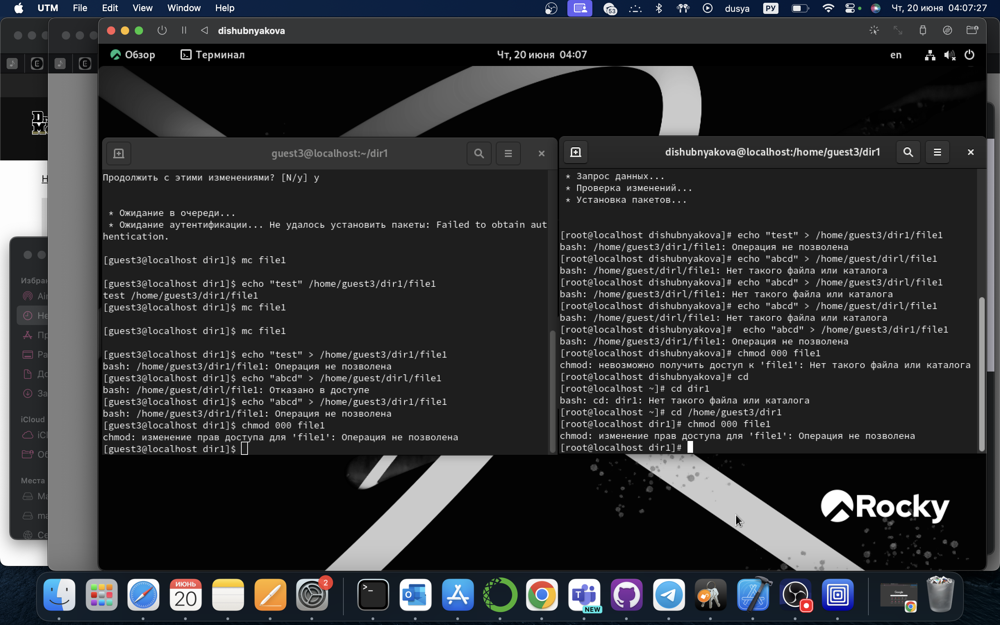 UTM File Edit View Window Help
53
dusya
РУ
Чт, 20 июня 04:07:27
dishubnyakova
Обзор
Терминал
Чт, 20 июня 04:07
en
guest3@localhost:~/dir1
Продолжить с этими изменениями? [N/y] y
* Ожидание в очереди...
* Ожидание аутентификации... Не удалось установить пакеты: Failed to obtain aut
hentication.
[guest3@localhost dir1]$ mc file1
[guest3@localhost dir1]$ echo "test" /home/guest3/dir1/file1
test /home/guest3/dir1/file1
[guest3@localhost dir1]$ mc file1
[guest3@localhost dir1]$ mc file1
[guest3@localhost dir1]$ echo "test" > /home/guest3/dir1/file1
bash: /home/guest3/dir1/file1: Операция не позволена
[guest3@localhost dir1]$ echo "abcd" > /home/guest/dirl/file1
bash: /home/guest/dirl/file1: Отказано в доступе
[guest3@localhost dir1]$ echo "abcd" > /home/guest3/dir1/file1
bash: /home/guest3/dir1/file1: Операция не позволена
[guest3@localhost dir1]$ chmod 000 file1
chmod: изменение прав доступа для 'file1': Операция не позволена
[guest3@localhost dir1]$
dishubnyakova@localhost:/home/guest3/dir1
* Запрос данных...
* Проверка изменений...
* Установка пакетов...
[root@localhost dishubnyakova]# echo "test" > /home/guest3/dir1/file1
bash: /home/guest3/dir1/file1: Операция не позволена
[root@localhost dishubnyakova]# echo "abcd" > /home/guest/dirl/file1
bash: /home/guest/dirl/file1: Нет такого файла или каталога
[root@localhost dishubnyakova]# echo "abcd" > /home/guest3/dirl/file1
bash: /home/guest3/dirl/file1: Нет такого файла или каталога
[root@localhost dishubnyakova]# echo "abcd" > /home/guest/dirl/file1
bash: /home/guest/dirl/file1: Нет такого файла или каталога
[root@localhost dishubnyakova]#  echo "abcd" > /home/guest3/dir1/file1
bash: /home/guest3/dir1/file1: Операция не позволена
[root@localhost dishubnyakova]# chmod 000 file1
chmod: невозможно получить доступ к 'file1': Нет такого файла или каталога
[root@localhost dishubnyakova]# cd
[root@localhost ~]# cd dir1
bash: cd: dir1: Нет такого файла или каталога
[root@localhost ~]# cd /home/guest3/dir1
[root@localhost dir1]# chmod 000 file1
chmod: изменение прав доступа для 'file1': Операция не позволена
[root@localhost dir1]#
Избран
Air
Не
Пр
Ра
До
За
iCloud
iCl
Об
Места
Ма
ma
Се
Rocky
ИЮНЬ
20
2
NEW
Google